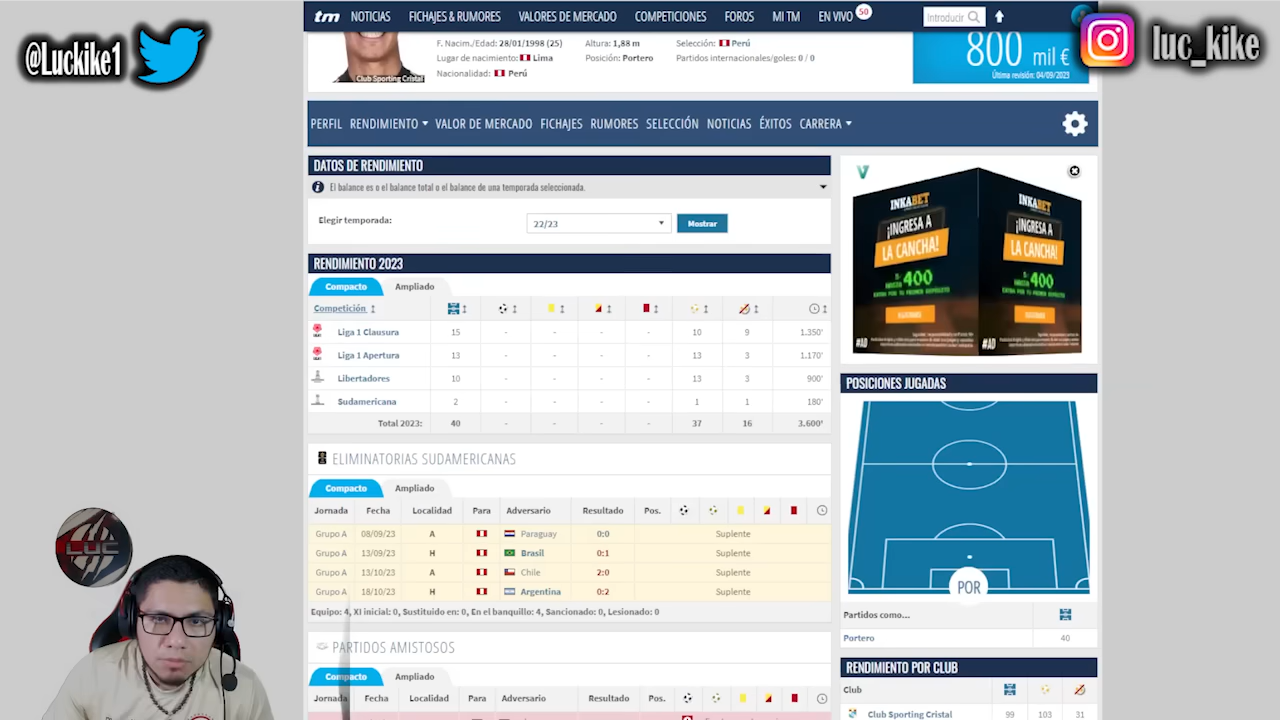 @Luckike1
luc_kike
tm NOTICIAS FICHAJES & RUMORES VALORES DE MERCADO COMPETICIONES FOROS MI TM EN VIVO 50 Introducir
F. Nacim./Edad: 28/01/1998 (25) Altura: 1,88 m Selección: Perú
Lugar de nacimiento: Lima Posición: Portero Partidos internacionales/goles: 0 / 0
Nacionalidad: Perú
Club Sporting Cristal
800 mil €
Última revisión: 04/09/2023
PERFIL RENDIMIENTO VALOR DE MERCADO FICHAJES RUMORES SELECCIÓN NOTICIAS ÉXITOS CARRERA
DATOS DE RENDIMIENTO
El balance es o el balance total o el balance de una temporada seleccionada.
Elegir temporada: 22/23 Mostrar
RENDIMIENTO 2023
Compacto Ampliado
Competición
Liga 1 Clausura 15 - - - - 10 9 1.350'
Liga 1 Apertura 13 - - - - 13 3 1.170'
Libertadores 10 - - - - 13 3 900'
Sudamericana 2 - - - - 1 1 180'
Total 2023: 40 - - - - 37 16 3.600'
ELIMINATORIAS SUDAMERICANAS
Compacto Ampliado
Jornada Fecha Localidad Para Adversario Resultado Pos.
Grupo A 08/09/23 A Paraguay 0:0 Suplente
Grupo A 13/09/23 H Brasil 0:1 Suplente
Grupo A 13/10/23 A Chile 2:0 Suplente
Grupo A 18/10/23 H Argentina 0:2 Suplente
Equipo: 4, XI inicial: 0, Sustituido en: 0, En el banquillo: 4, Sancionado: 0, Lesionado: 0
PARTIDOS AMISTOSOS
Compacto Ampliado
Jornada Fecha Localidad Para Adversario Resultado Pos.
INKABET
¡INGRESA A
LA CANCHA!
400
#AD
INKABET
¡INGRESA A
LA CANCHA!
400
#AD
POSICIONES JUGADAS
POR
Partidos como...
Portero 40
RENDIMIENTO POR CLUB
Club
Club Sporting Cristal 99 103 31
LUC